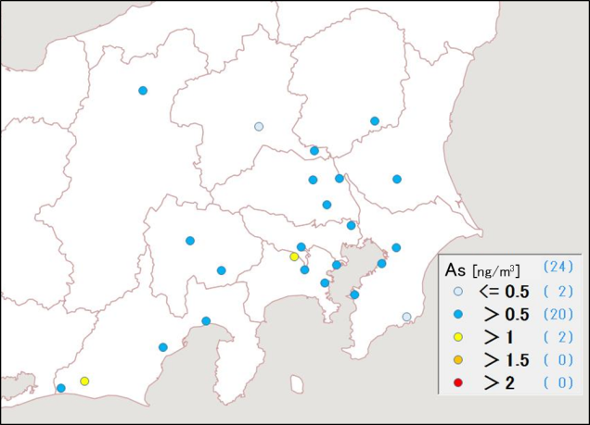 As [ng/m³] (24)
<= 0.5 ( 2)
> 0.5 (20)
> 1 ( 2)
> 1.5 ( 0)
> 2 ( 0)